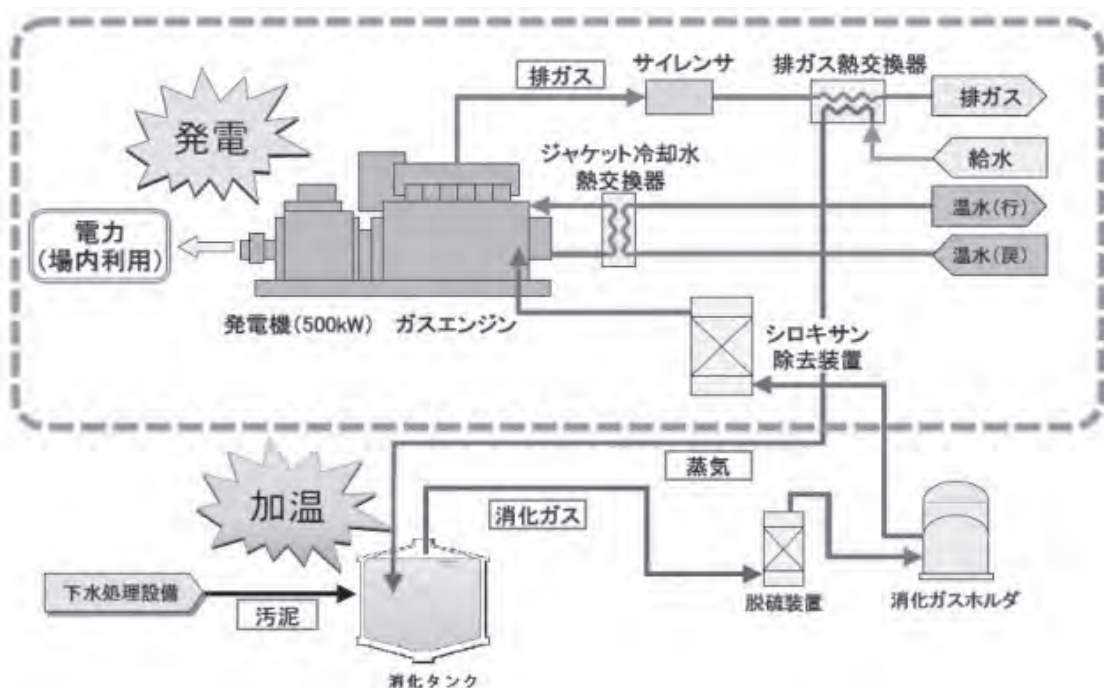 サイレンサ
排ガス熱交換器
排ガス
排ガス
発電
ジャケット冷却水
熱交換器
給水
電力
(場内利用)
温水(行)
温水(戻)
発電機(500kW)
ガスエンジン
シロキサン
除去装置
蒸気
加温
消化ガス
下水処理設備
汚泥
脱硫装置
消化ガスホルダ
消化タンク